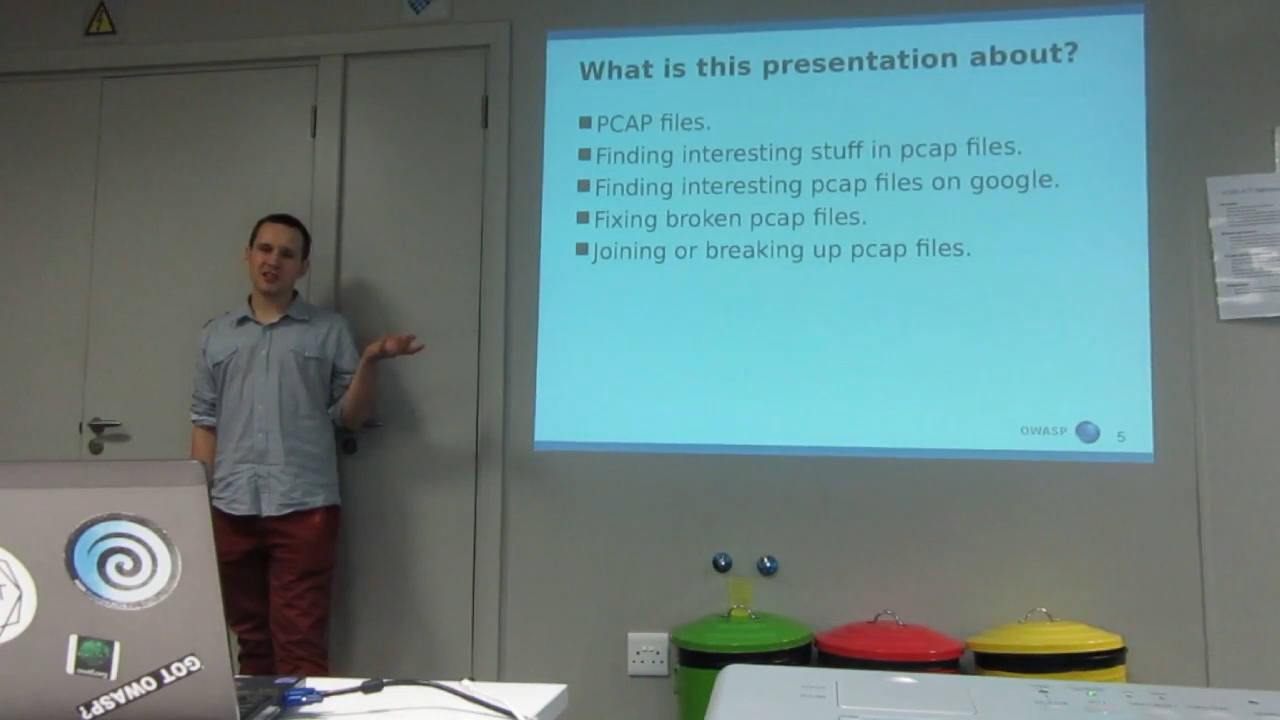 What is this presentation about?
PCAP files.
Finding interesting stuff in pcap files.
Finding interesting pcap files on google.
Fixing broken pcap files.
Joining or breaking up pcap files.
OWASP
5
GOT OWASP?